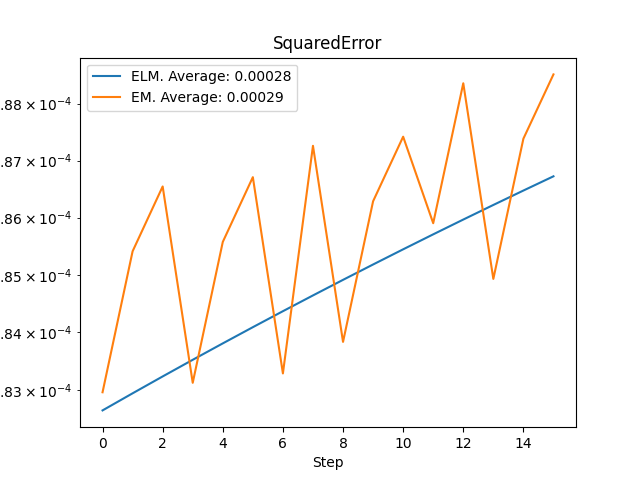 SquaredError
ELM. Average: 0.00028
EM. Average: 0.00029
.88 × 10⁻⁴
.87 × 10⁻⁴
.86 × 10⁻⁴
.85 × 10⁻⁴
.84 × 10⁻⁴
.83 × 10⁻⁴
0 2 4 6 8 10 12 14
Step